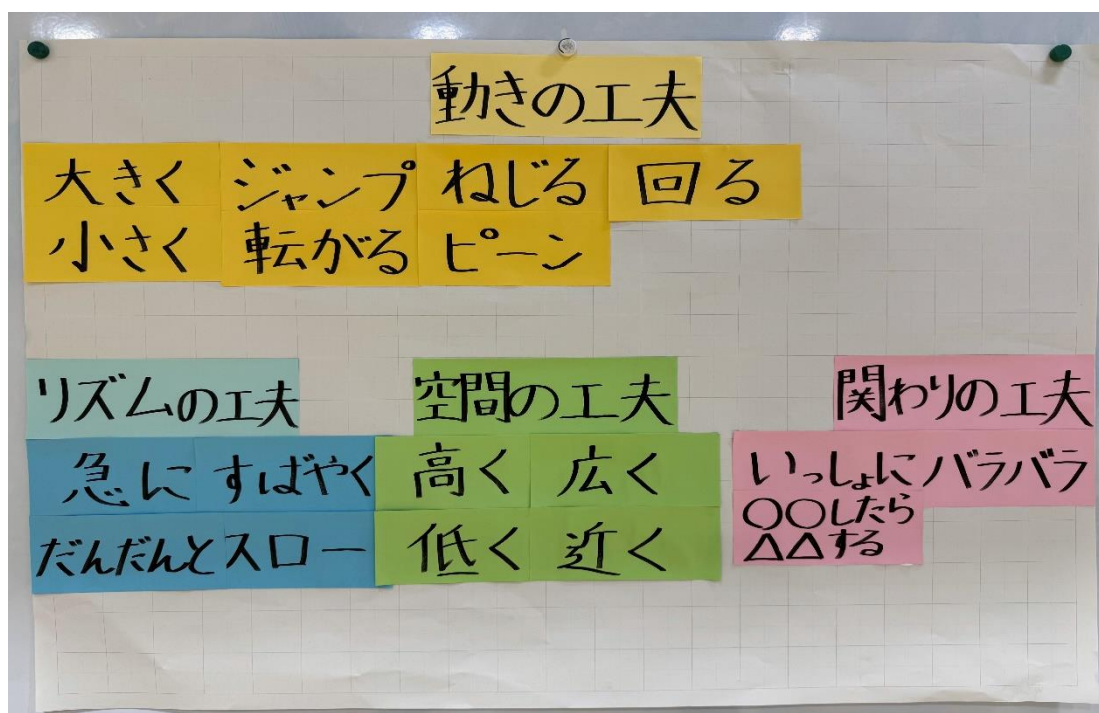 動きの工夫
大きく ジャンプ ねじる 回る
小さく 転がる ピーン
リズムの工夫
急に すばやく
だんだんと スロー
空間の工夫
高く 広く
低く 近く
関わりの工夫
いっしょに バラバラ
○○したら
△△する